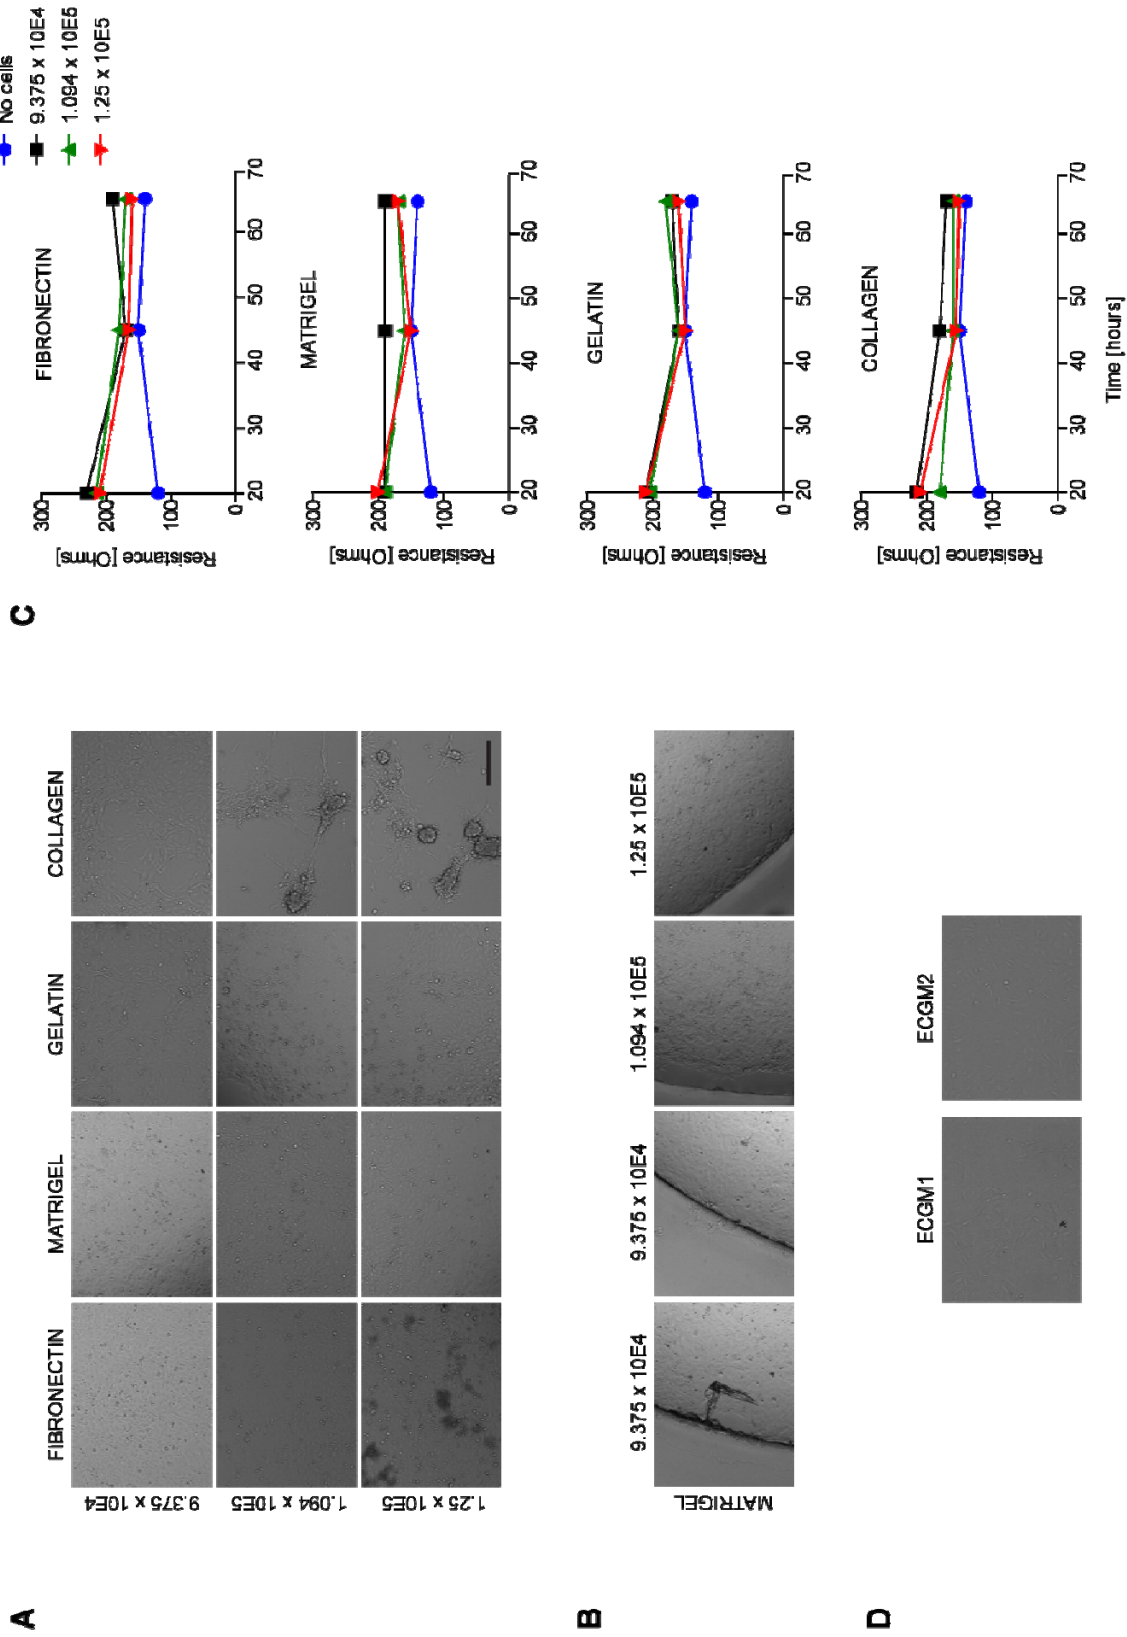 A
FIBRONECTIN
MATRIGEL
GELATIN
COLLAGEN
9.375 x 10E4
1.094 x 10E5
1.25 x 10E5
B
9.375 x 10E4
9.375 x 10E4
1.094 x 10E5
1.25 x 10E5
MATRIGEL
D
ECGM1
ECGM2
C
No cells
9.375 x 10E4
1.094 x 10E5
1.25 x 10E5
FIBRONECTIN
Resistance [Ohms]
300
200
100
0
20 30 40 50 60 70
MATRIGEL
Resistance [Ohms]
300
200
100
0
20 30 40 50 60 70
GELATIN
Resistance [Ohms]
300
200
100
0
20 30 40 50 60 70
COLLAGEN
Resistance [Ohms]
300
200
100
0
20 30 40 50 60 70
Time [hours]